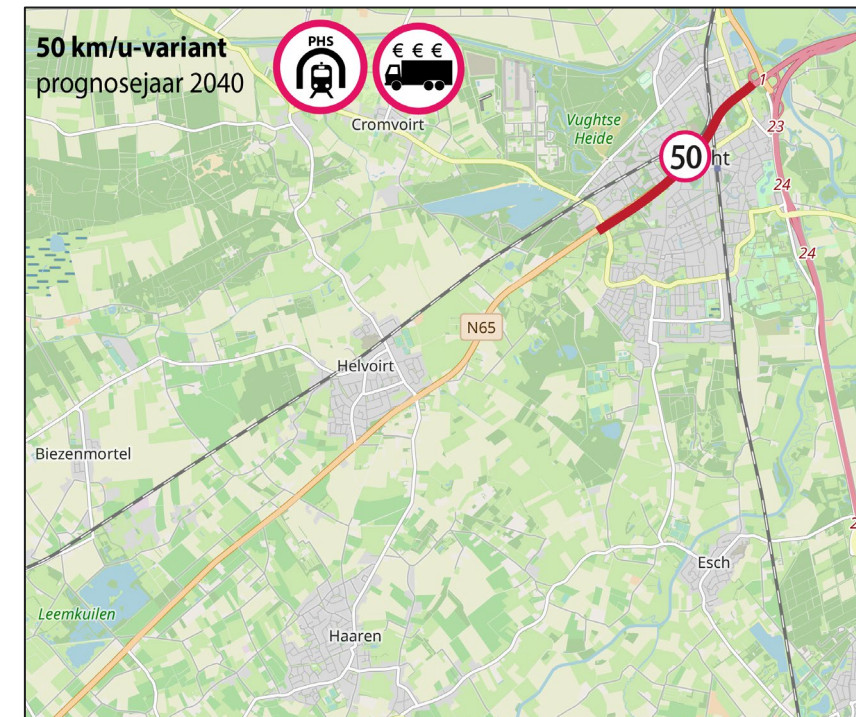 50 km/u-variant
prognosejaar 2040
PHS
€ € €
Cromvoirt
Vughtse
Heide
1
23
50
ht
24
24
N65
Helvoirt
Biezenmortel
Esch
Leemkuilen
Haaren